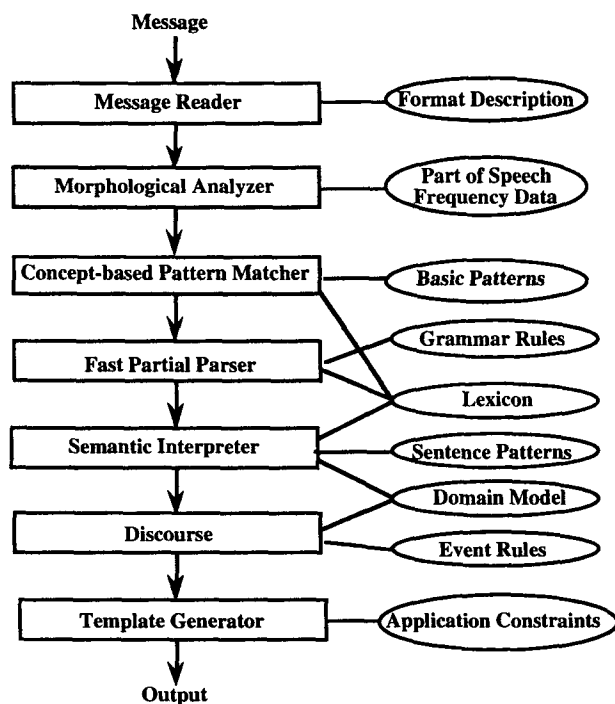 Message
Message Reader
Format Description
Morphological Analyzer
Part of Speech
Frequency Data
Concept-based Pattern Matcher
Basic Patterns
Grammar Rules
Fast Partial Parser
Lexicon
Semantic Interpreter
Sentence Patterns
Domain Model
Discourse
Event Rules
Template Generator
Application Constraints
Output